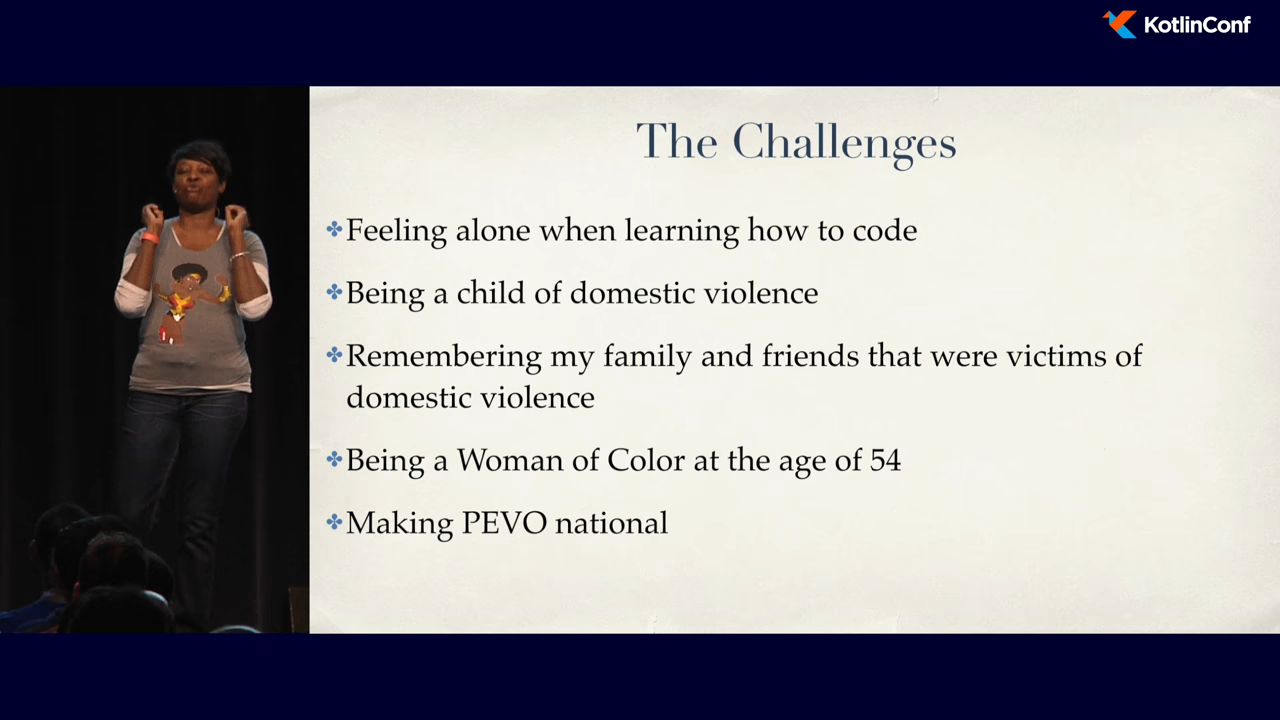 KotlinConf
The Challenges
Feeling alone when learning how to code
Being a child of domestic violence
Remembering my family and friends that were victims of
domestic violence
Being a Woman of Color at the age of 54
Making PEVO national